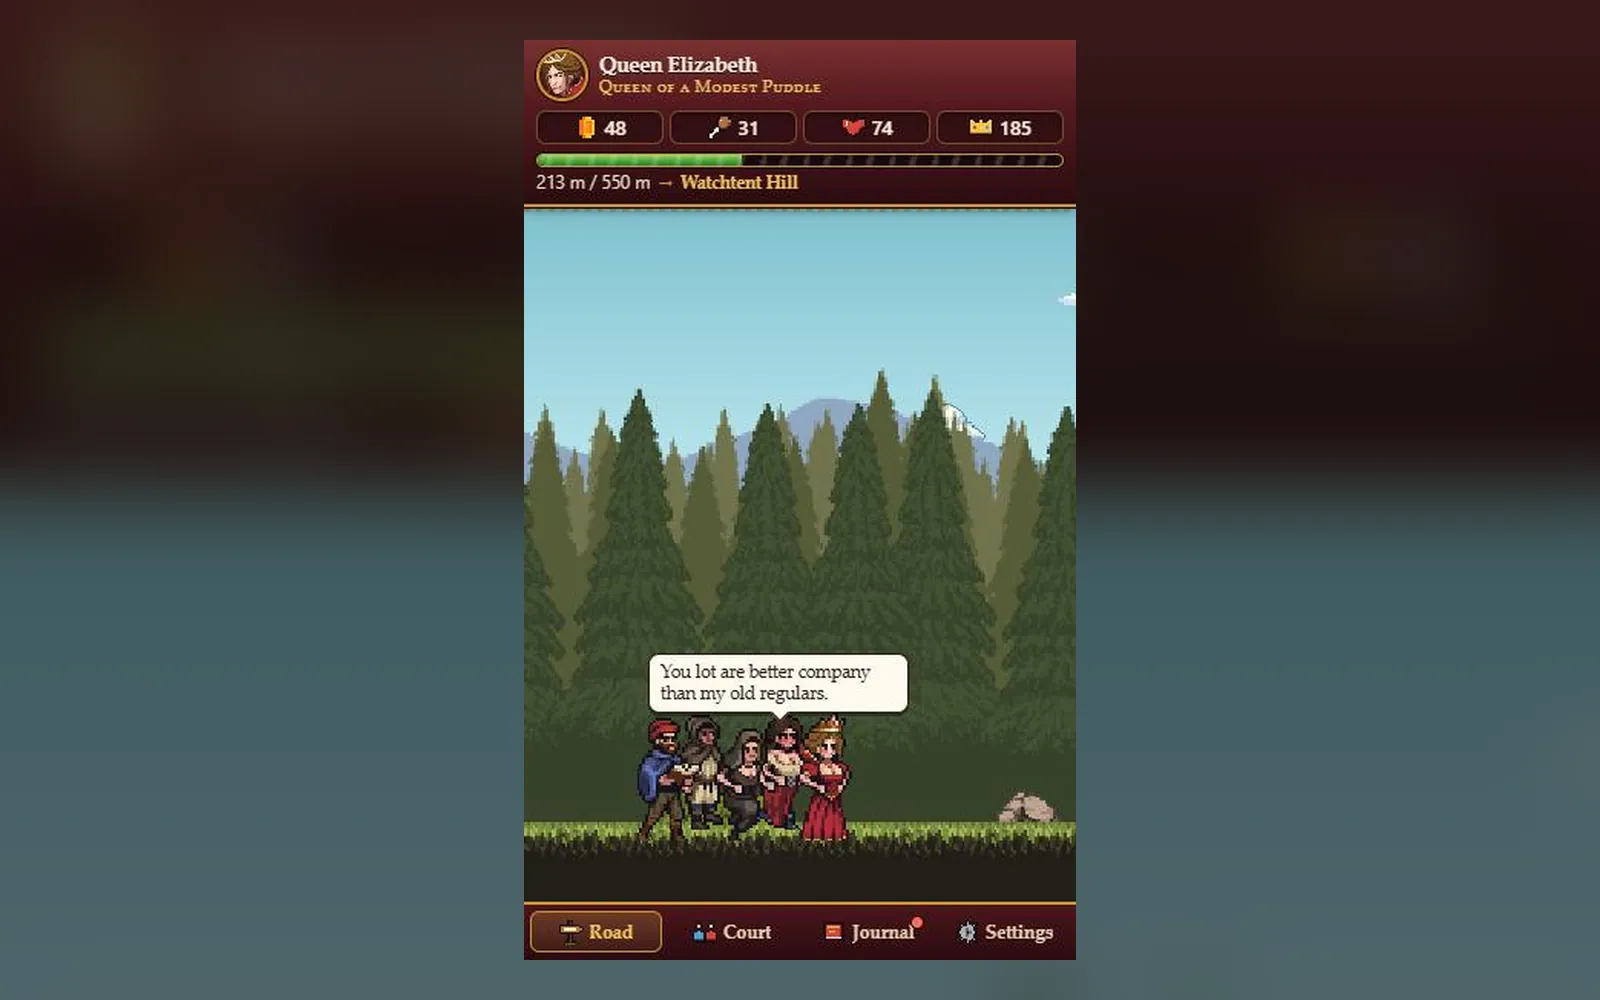 Queen Elizabeth
Queen of a Modest Puddle
48 31 74 185
213 m / 550 m → Watchtent Hill
You lot are better company
than my old regulars.
Road Court Journal Settings